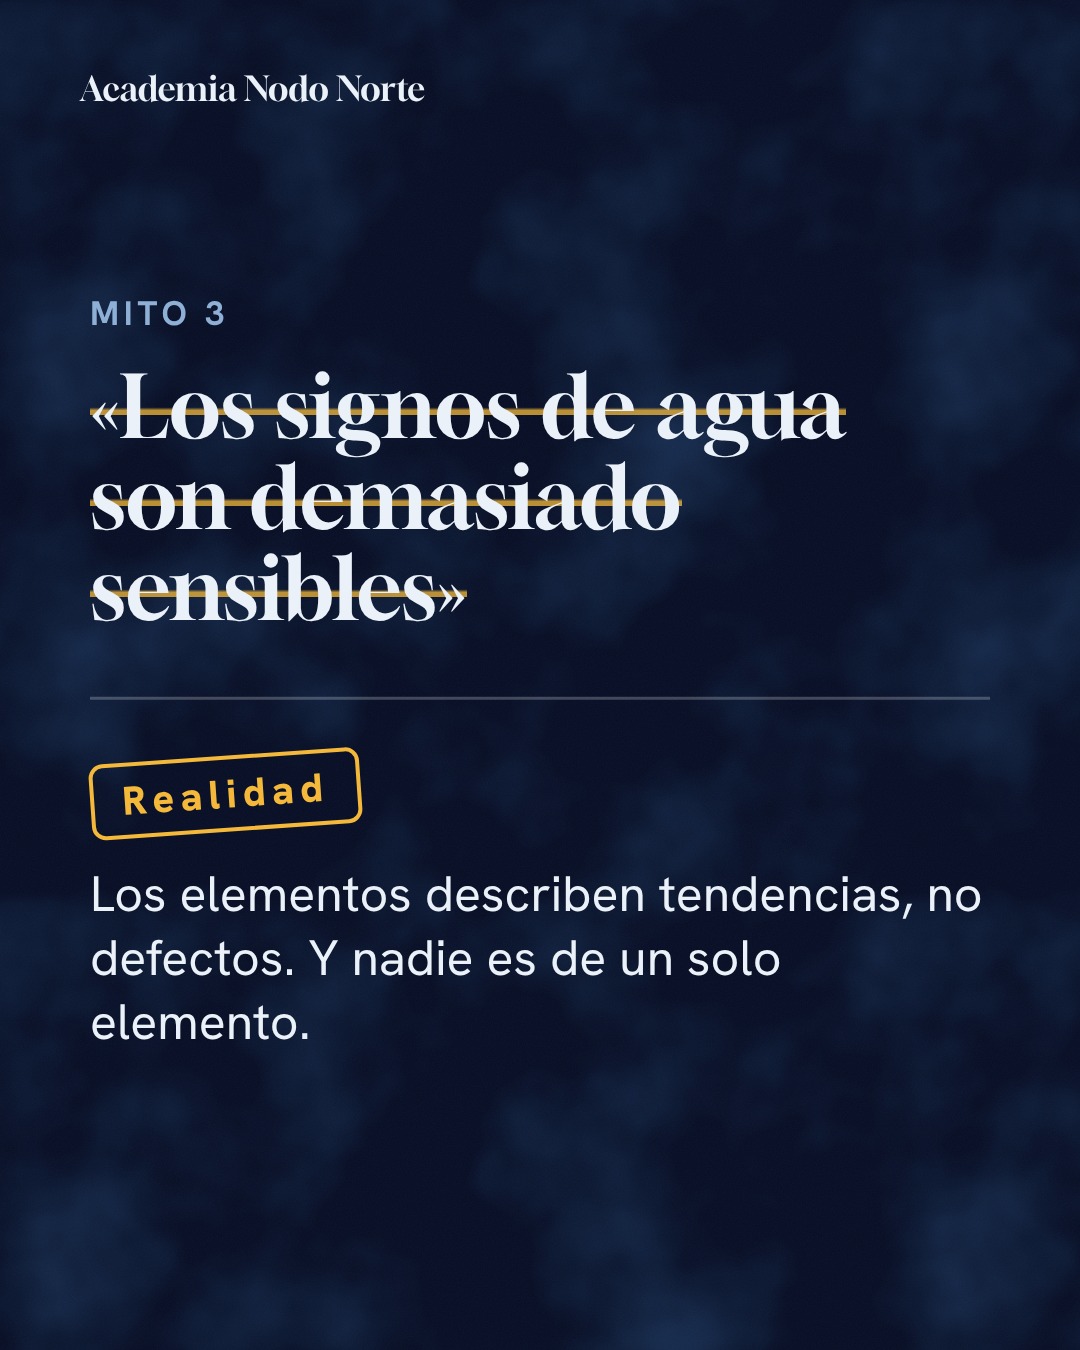 Academia Nodo Norte
MITO 3
«Los signos de agua
son demasiado
sensibles»
Realidad
Los elementos describen tendencias, no
defectos. Y nadie es de un solo
elemento.